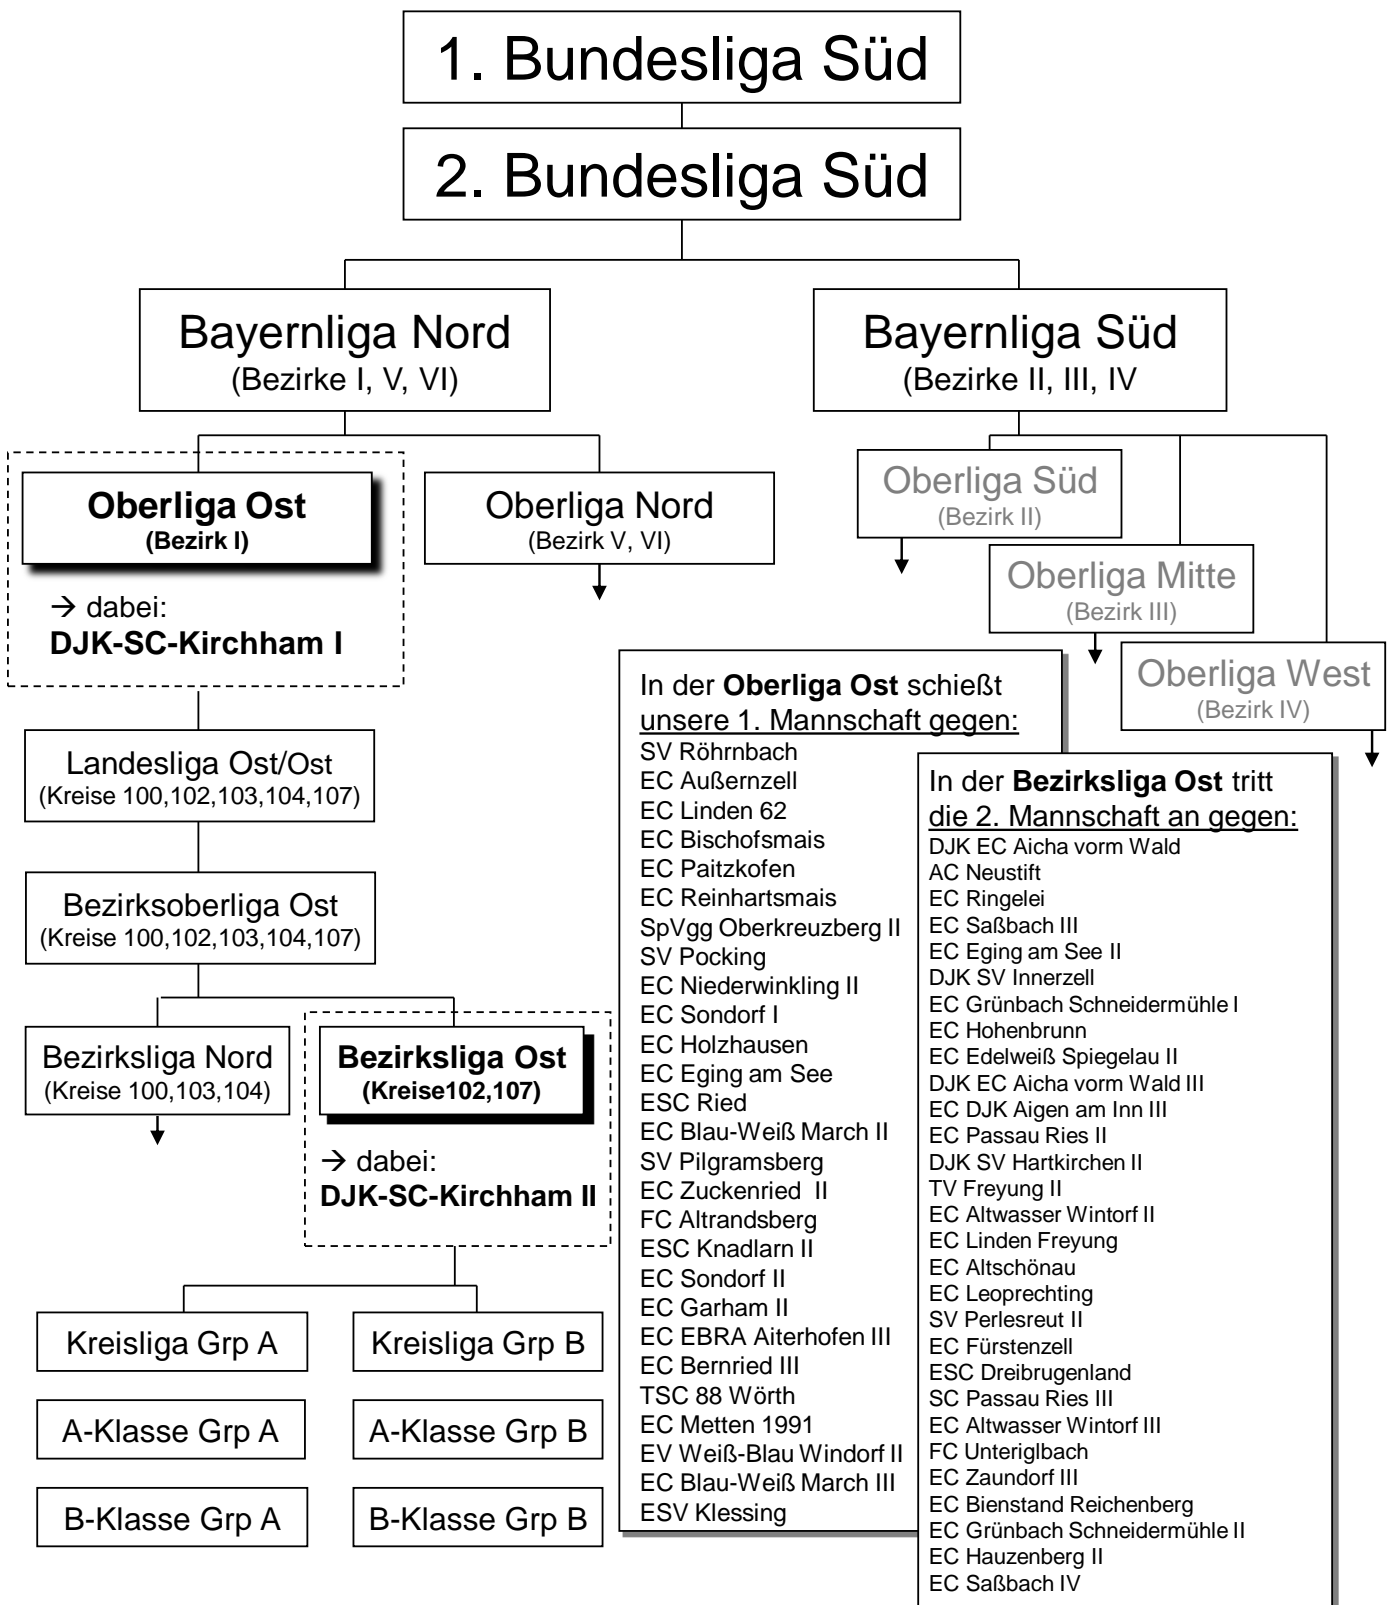 1. Bundesliga Süd
2. Bundesliga Süd
Bayernliga Nord
(Bezirke I, V, VI)
Bayernliga Süd
(Bezirke II, III, IV
Oberliga Ost
(Bezirk I)
→ dabei:
DJK-SC-Kirchham I
Oberliga Nord
(Bezirk V, VI)
Oberliga Süd
(Bezirk II)
Oberliga Mitte
(Bezirk III)
Oberliga West
(Bezirk IV)
Landesliga Ost/Ost
(Kreise 100,102,103,104,107)
Bezirksoberliga Ost
(Kreise 100,102,103,104,107)
Bezirksliga Nord
(Kreise 100,103,104)
Bezirksliga Ost
(Kreise102,107)
→ dabei:
DJK-SC-Kirchham II
Kreisliga Grp A
Kreisliga Grp B
A-Klasse Grp A
A-Klasse Grp B
B-Klasse Grp A
B-Klasse Grp B
In der Oberliga Ost schießt
unsere 1. Mannschaft gegen:
SV Röhrnbach
EC Außernzell
EC Linden 62
EC Bischofsmais
EC Paitzkofen
EC Reinhartsmais
SpVgg Oberkreuzberg II
SV Pocking
EC Niederwinkling II
EC Sondorf I
EC Holzhausen
EC Eging am See
ESC Ried
EC Blau-Weiß March II
SV Pilgramsberg
EC Zuckenried II
FC Altrandsberg
ESC Knadlarn II
EC Sondorf II
EC Garham II
EC EBRA Aiterhofen III
EC Bernried III
TSC 88 Wörth
EC Metten 1991
EV Weiß-Blau Windorf II
EC Blau-Weiß March III
ESV Klessing
In der Bezirksliga Ost tritt
die 2. Mannschaft an gegen:
DJK EC Aicha vorm Wald
AC Neustift
EC Ringelei
EC Saßbach III
EC Eging am See II
DJK SV Innerzell
EC Grünbach Schneidermühle I
EC Hohenbrunn
EC Edelweiß Spiegelau II
DJK EC Aicha vorm Wald III
EC DJK Aigen am Inn III
EC Passau Ries II
DJK SV Hartkirchen II
TV Freyung II
EC Altwasser Wintorf II
EC Linden Freyung
EC Altschönau
EC Leoprechting
SV Perlesreut II
EC Fürstenzell
ESC Dreibrugenland
SC Passau Ries III
EC Altwasser Wintorf III
FC Unteriglbach
EC Zaundorf III
EC Bienstand Reichenberg
EC Grünbach Schneidermühle II
EC Hauzenberg II
EC Saßbach IV